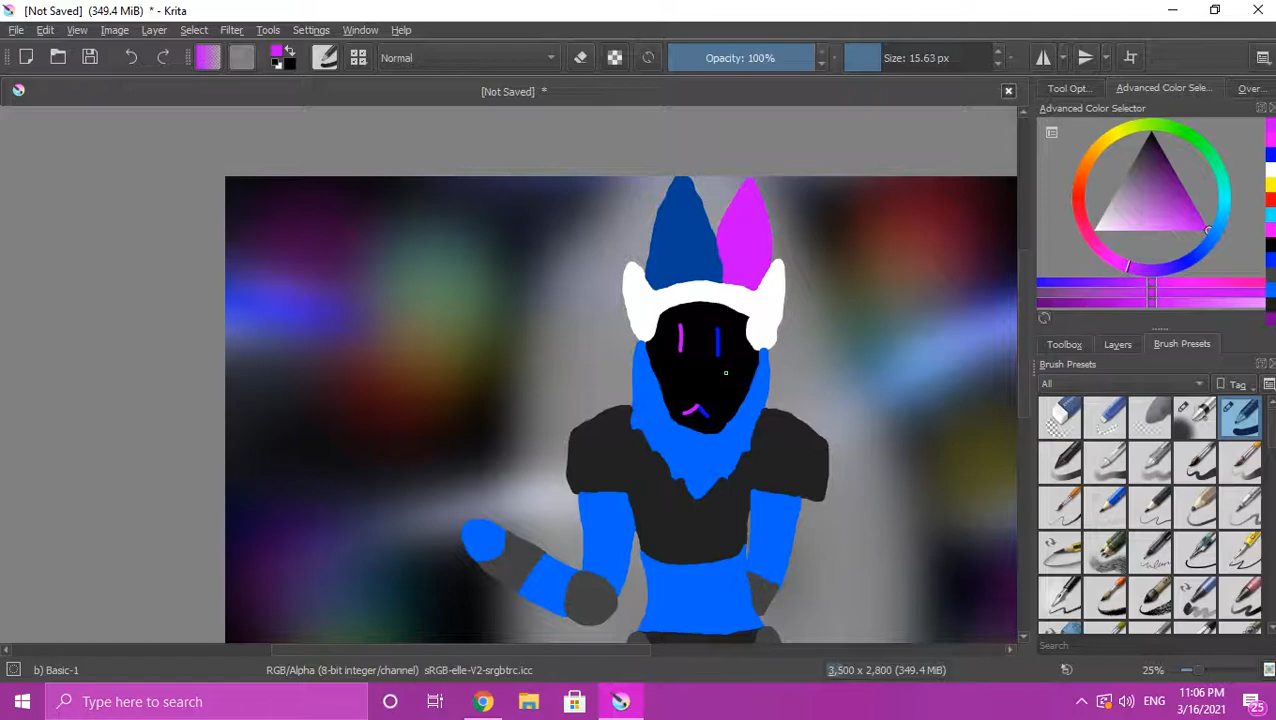 [Not Saved] (349.4 MiB) * - Krita
File Edit View Image Layer Select Filter Tools Settings Window Help
Normal Opacity: 100% Size: 15.63 px
[Not Saved] *
Tool Opt... Advanced Color Sele... Over...
Advanced Color Selector
Toolbox Layers Brush Presets
Brush Presets
All Tag
Search
b) Basic-1 RGB/Alpha (8-bit integer/channel) sRGB-elle-V2-srgbtrc.icc 3,500 x 2,800 (349.4 MiB) 25%
Type here to search ENG 11:06 PM
3/16/2021 25